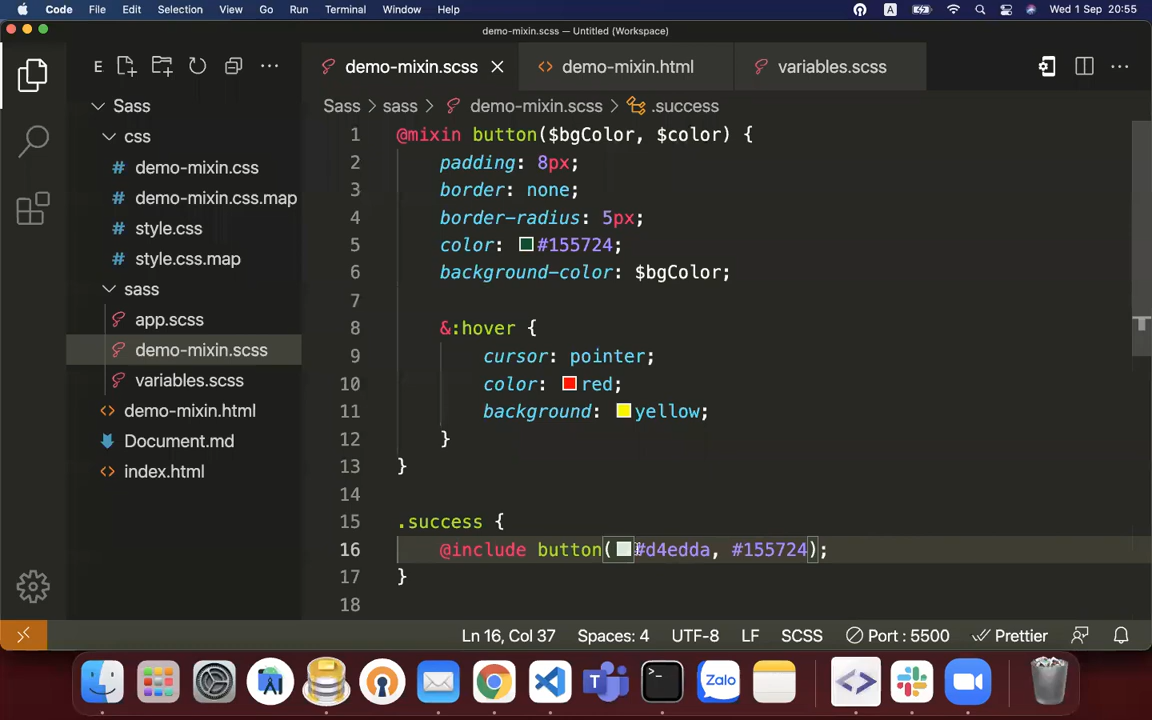 Code File Edit Selection View Go Run Terminal Window Help A Wed 1 Sep 20:55
demo-mixin.scss — Untitled (Workspace)
E
demo-mixin.scss
demo-mixin.html
variables.scss
Sass
css
demo-mixin.css
demo-mixin.css.map
style.css
style.css.map
sass
app.scss
demo-mixin.scss
variables.scss
demo-mixin.html
Document.md
index.html
Sass > sass > demo-mixin.scss > .success
1 @mixin button($bgColor, $color) {
2 padding: 8px;
3 border: none;
4 border-radius: 5px;
5 color: #155724;
6 background-color: $bgColor;
7
8 &:hover {
9 cursor: pointer;
10 color: red;
11 background: yellow;
12 }
13 }
14
15 .success {
16 @include button(#d4edda, #155724);
17 }
18
Ln 16, Col 37 Spaces: 4 UTF-8 LF SCSS Port : 5500 Prettier
Zalo